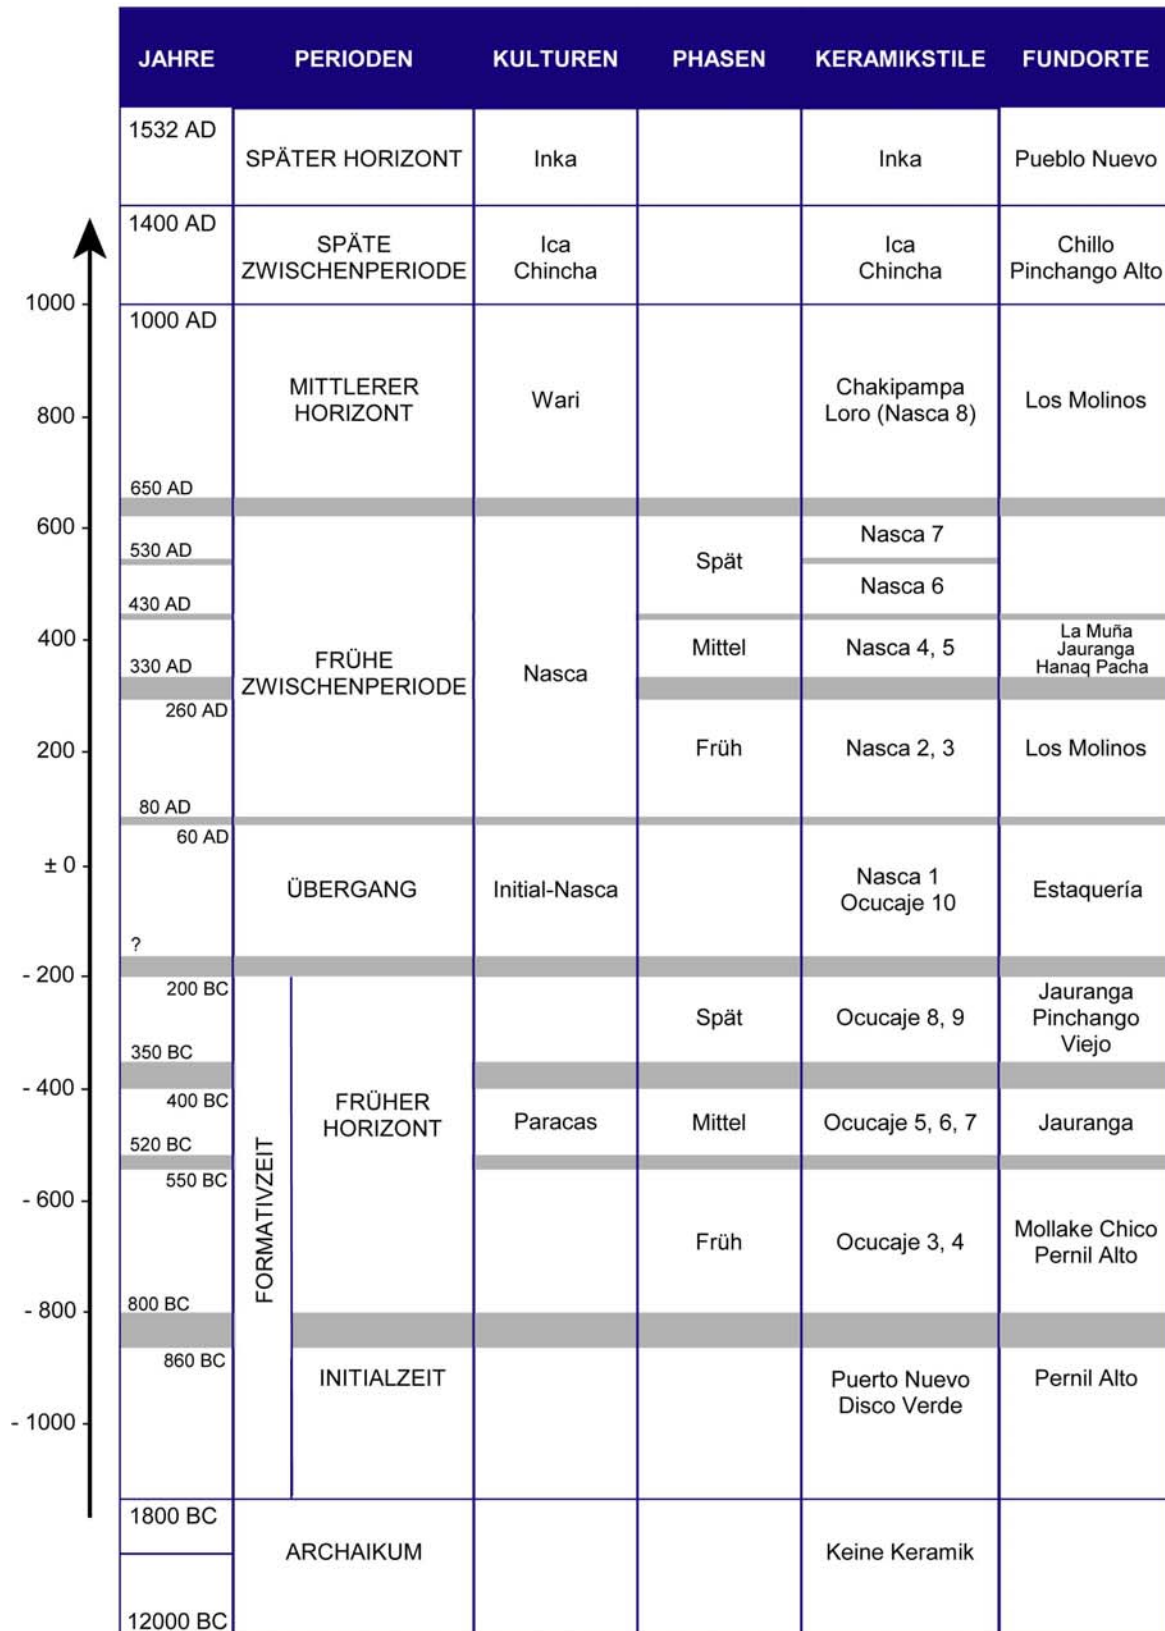 JAHRE PERIODEN KULTUREN PHASEN KERAMIKSTILE FUNDORTE
1532 AD
SPÄTER HORIZONT Inka Inka Pueblo Nuevo
1400 AD
SPÄTE Ica Ica Chillo
ZWISCHENPERIODE Chincha Chincha Pinchango Alto
1000
1000 AD
MITTLERER Chakipampa
HORIZONT Wari Loro (Nasca 8) Los Molinos
800
650 AD
600
Nasca 7
530 AD
Spät
Nasca 6
430 AD
400
La Muña
Mittel Nasca 4, 5 Jauranga
330 AD Hanaq Pacha
FRÜHE
ZWISCHENPERIODE Nasca
260 AD
200 Früh Nasca 2, 3 Los Molinos
80 AD
60 AD
± 0
Nasca 1
ÜBERGANG Initial-Nasca Ocucaje 10 Estaquería
?
- 200
200 BC Jauranga
Spät Ocucaje 8, 9 Pinchango
350 BC Viejo
- 400
400 BC FRÜHER
HORIZONT Paracas Mittel Ocucaje 5, 6, 7 Jauranga
520 BC
550 BC
- 600
FORMATIVZEIT
Früh Ocucaje 3, 4 Mollake Chico
Pernil Alto
800 BC
- 800
860 BC
INITIALZEIT Puerto Nuevo Pernil Alto
Disco Verde
- 1000
1800 BC
ARCHAIKUM Keine Keramik
12000 BC